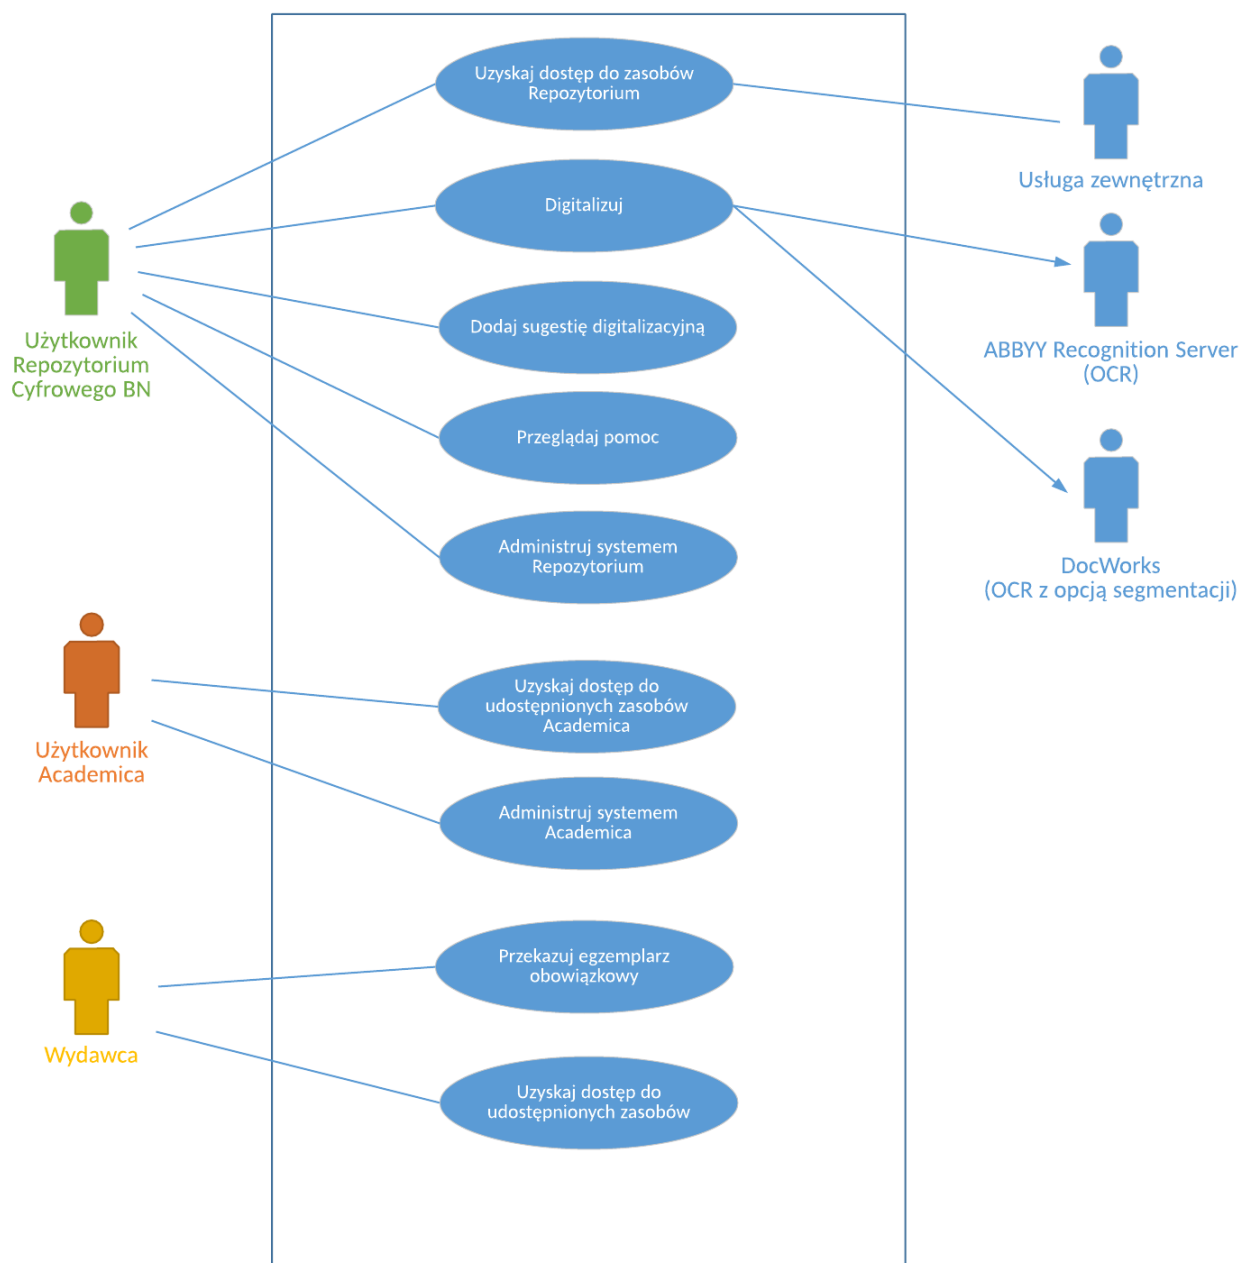 Uzyskaj dostęp do zasobów
Repozytorium
Usługa zewnętrzna
Digitalizuj
Użytkownik
Repozytorium
Cyfrowego BN
Dodaj sugestię digitalizacyjną
ABBYY Recognition Server
(OCR)
Przeglądaj pomoc
Administruj systemem
Repozytorium
DocWorks
(OCR z opcją segmentacji)
Użytkownik
Academica
Uzyskaj dostęp do
udostępnionych zasobów
Academica
Administruj systemem
Academica
Wydawca
Przekazuj egzemplarz
obowiązkowy
Uzyskaj dostęp do
udostępnionych zasobów